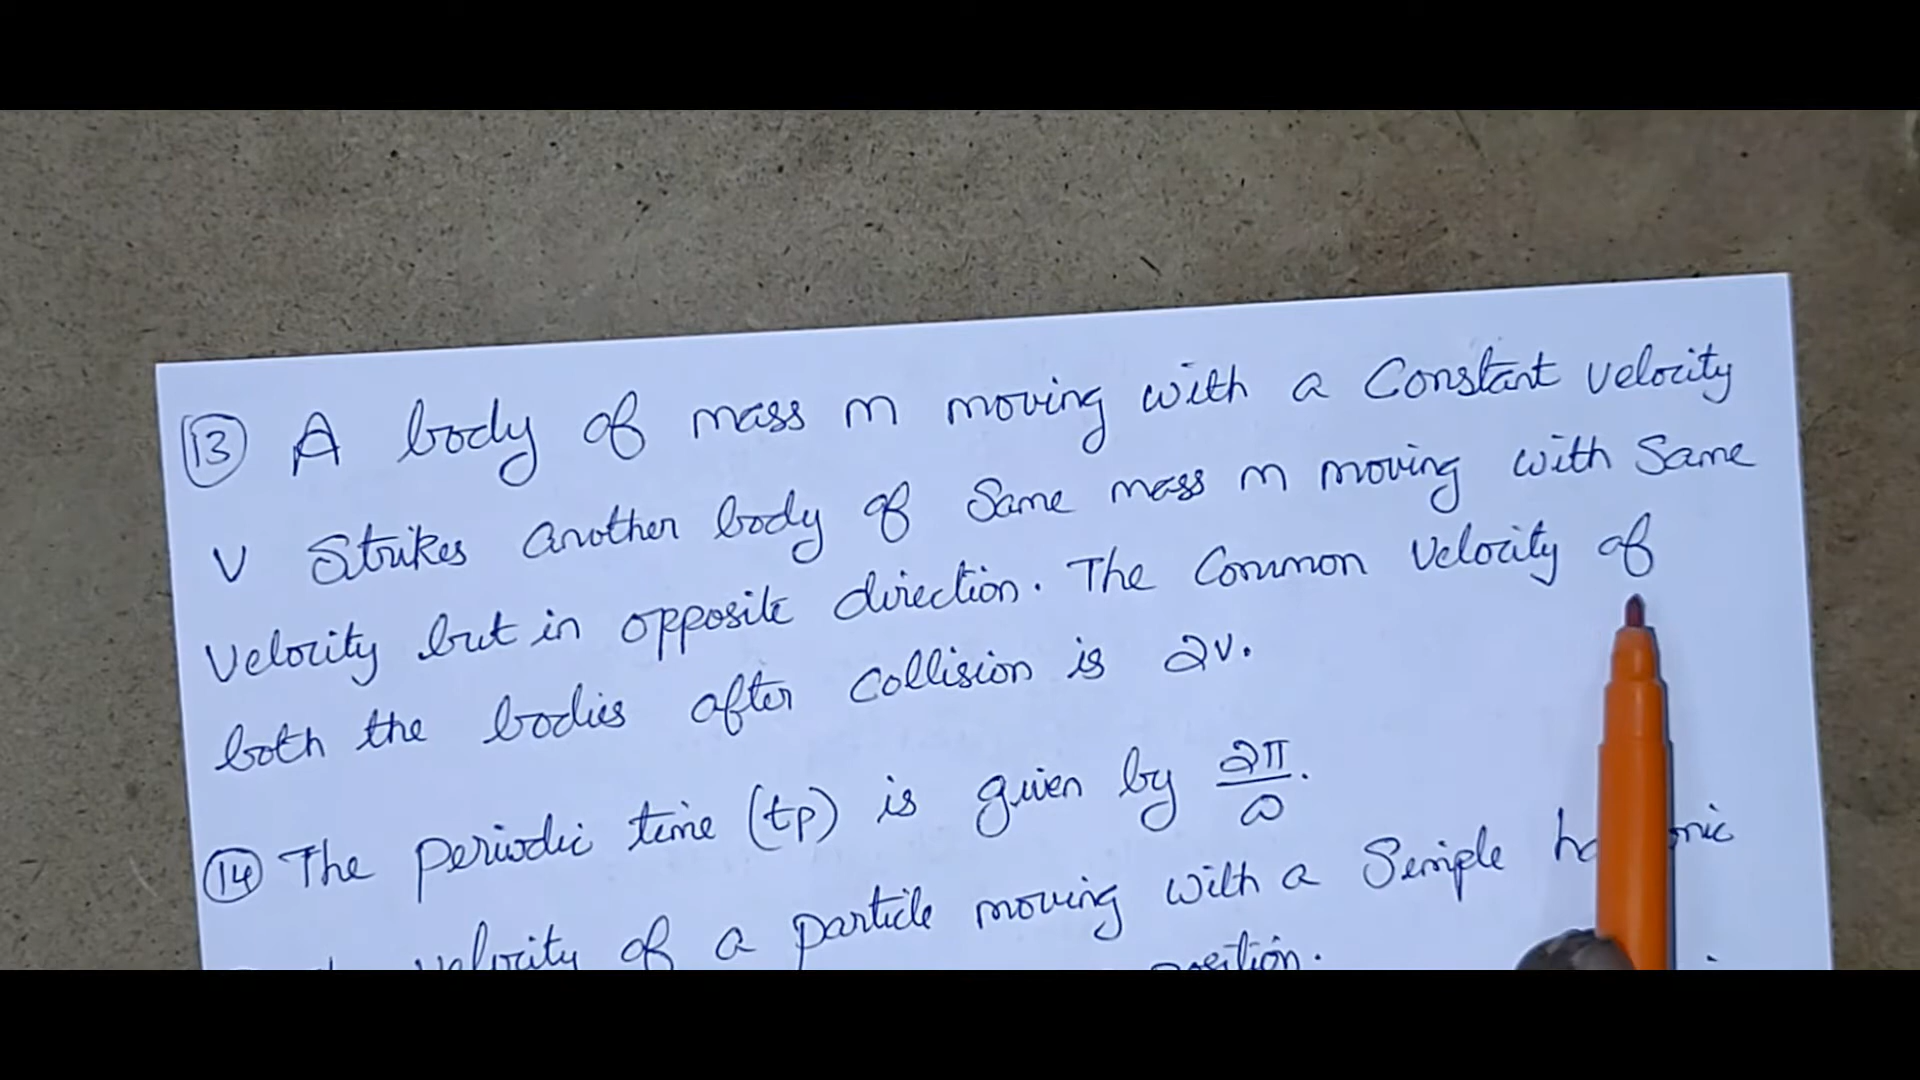 13 A body of mass m moving with a Constant velocity
V Strikes another body of Same mass m moving with Same
Velocity but in opposite direction. The Common Velocity of
both the bodies after collision is 2V.
14 The periodic time (tp) is given by 2π/ω.
velocity of a particle moving with a Simple
position.